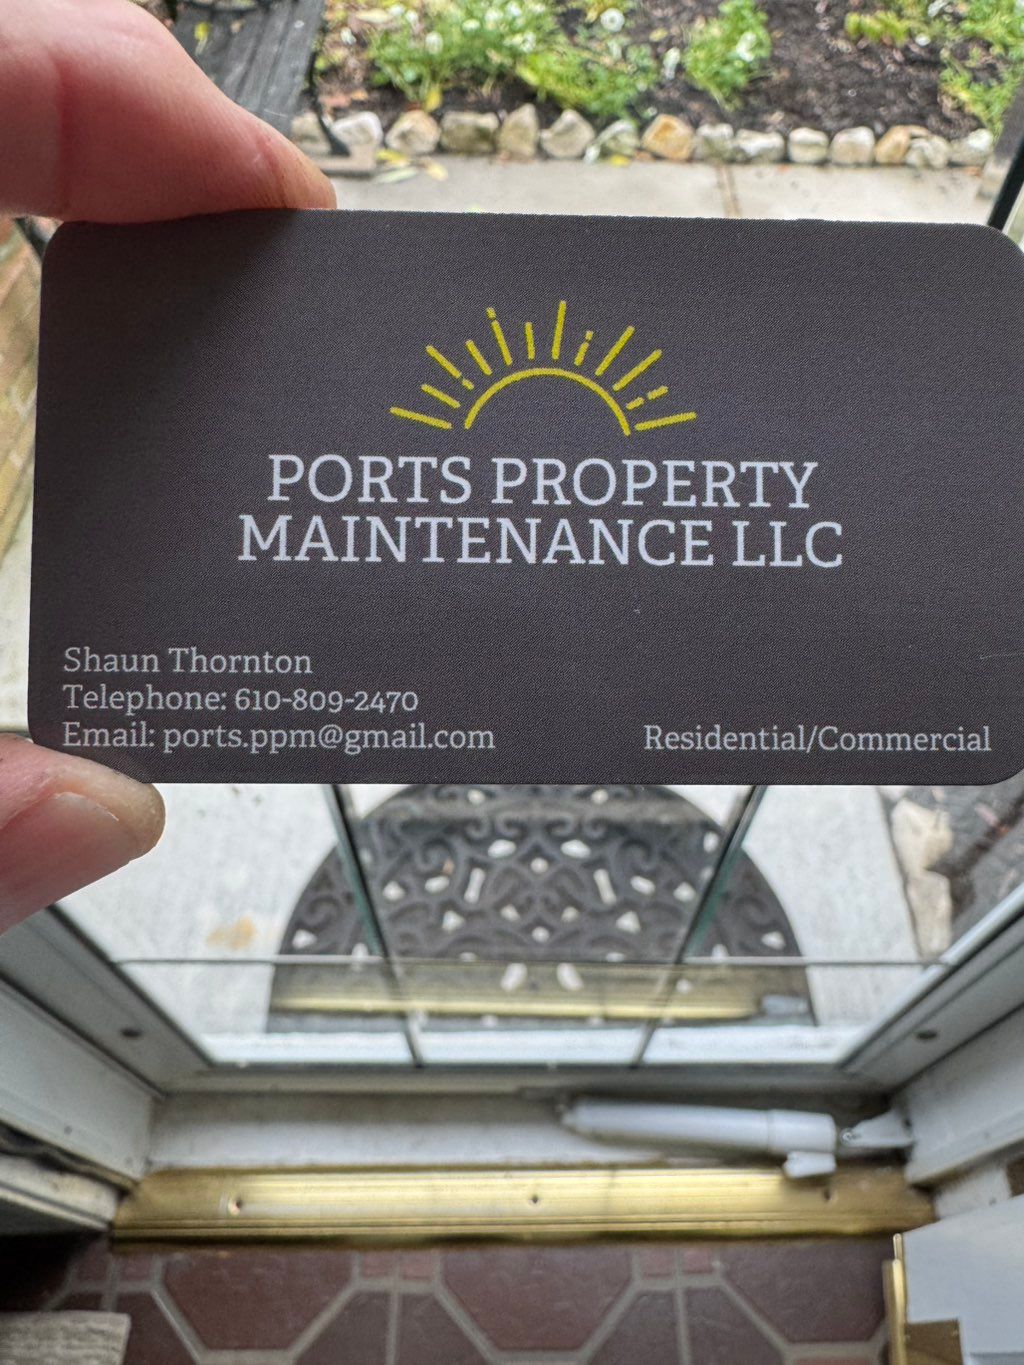 PORTS PROPERTY
MAINTENANCE LLC
Shaun Thornton
Telephone: 610-809-2470
Email: ports.ppm@gmail.com
Residential/Commercial